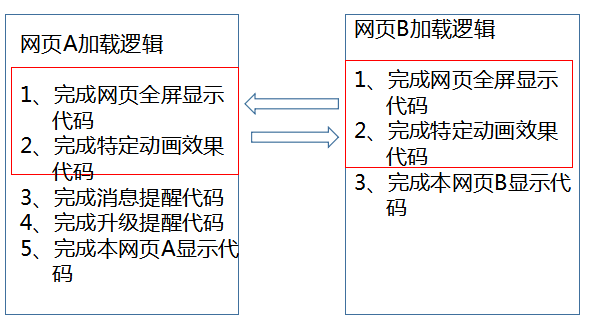 网页A加载逻辑
1、完成网页全屏显示
代码
2、完成特定动画效果
代码
3、完成消息提醒代码
4、完成升级提醒代码
5、完成本网页A显示代
码
网页B加载逻辑
1、完成网页全屏显示
代码
2、完成特定动画效果
代码
3、完成本网页B显示代
码